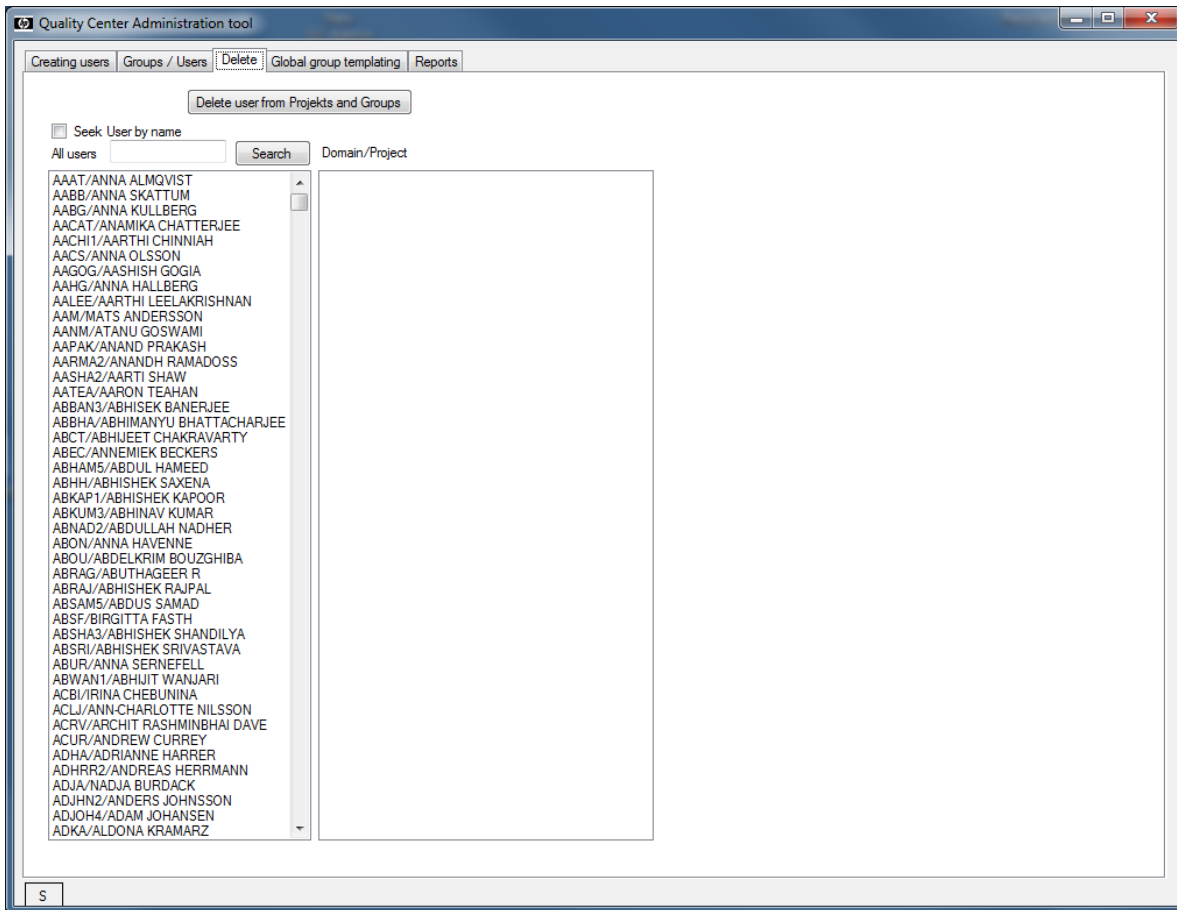 Quality Center Administration tool
Creating users Groups / Users Delete Global group templating Reports
Delete user from Projekts and Groups
Seek User by name
All users Search Domain/Project
AAAT/ANNA ALMQVIST
AABB/ANNA SKATTUM
AABG/ANNA KULLBERG
AACAT/ANAMIKA CHATTERJEE
AACHI1/AARTHI CHINNIAH
AACS/ANNA OLSSON
AAGOG/AASHISH GOGIA
AAHG/ANNA HALLBERG
AALEE/AARTHI LEELAKRISHNAN
AAM/MATS ANDERSSON
AANM/ATANU GOSWAMI
AAPAK/ANAND PRAKASH
AARMA2/ANANDH RAMADOSS
AASHA2/AARTI SHAW
AATEA/AARON TEAHAN
ABBAN3/ABHISEK BANERJEE
ABBHA/ABHIMANYU BHATTACHARJEE
ABCT/ABHIJEET CHAKRAVARTY
ABEC/ANNEMIEK BECKERS
ABHAM5/ABDUL HAMEED
ABHH/ABHISHEK SAXENA
ABKAP1/ABHISHEK KAPOOR
ABKUM3/ABHINAV KUMAR
ABNAD2/ABDULLAH NADHER
ABON/ANNA HAVENNE
ABOU/ABDELKRIM BOUZGHIBA
ABRAG/ABUTHAGEER R
ABRAJ/ABHISHEK RAJPAL
ABSAM5/ABDUS SAMAD
ABSF/BIRGITTA FASTH
ABSHA3/ABHISHEK SHANDILYA
ABSRI/ABHISHEK SRIVASTAVA
ABUR/ANNA SERNEFELL
ABWAN1/ABHIJIT WANJARI
ACBI/IRINA CHEBUNINA
ACLJ/ANN-CHARLOTTE NILSSON
ACRV/ARCHIT RASHMINBHAI DAVE
ACUR/ANDREW CURREY
ADHA/ADRIANNE HARRER
ADHRR2/ANDREAS HERRMANN
ADJA/NADJA BURDACK
ADJHN2/ANDERS JOHNSSON
ADJOH4/ADAM JOHANSEN
ADKA/ALDONA KRAMARZ
S